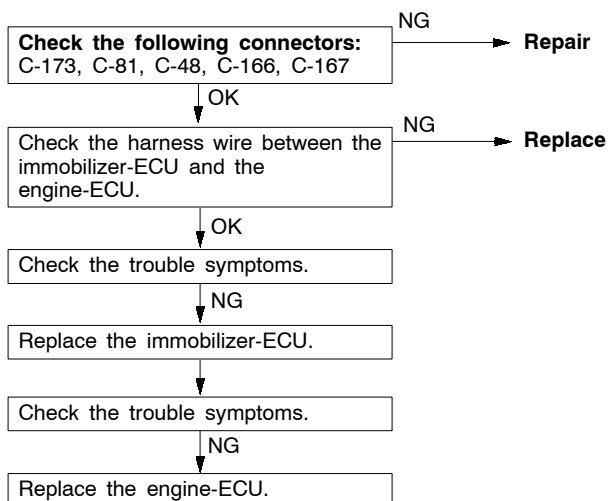 NG
Check the following connectors:
Repair
C-173, C-81, C-48, C-166, C-167
OK
NG
Check the harness wire between the
Replace
immobilizer-ECU and the
engine-ECU.
OK
Check the trouble symptoms.
NG
Replace the immobilizer-ECU.
Check the trouble symptoms.
NG
Replace the engine-ECU.